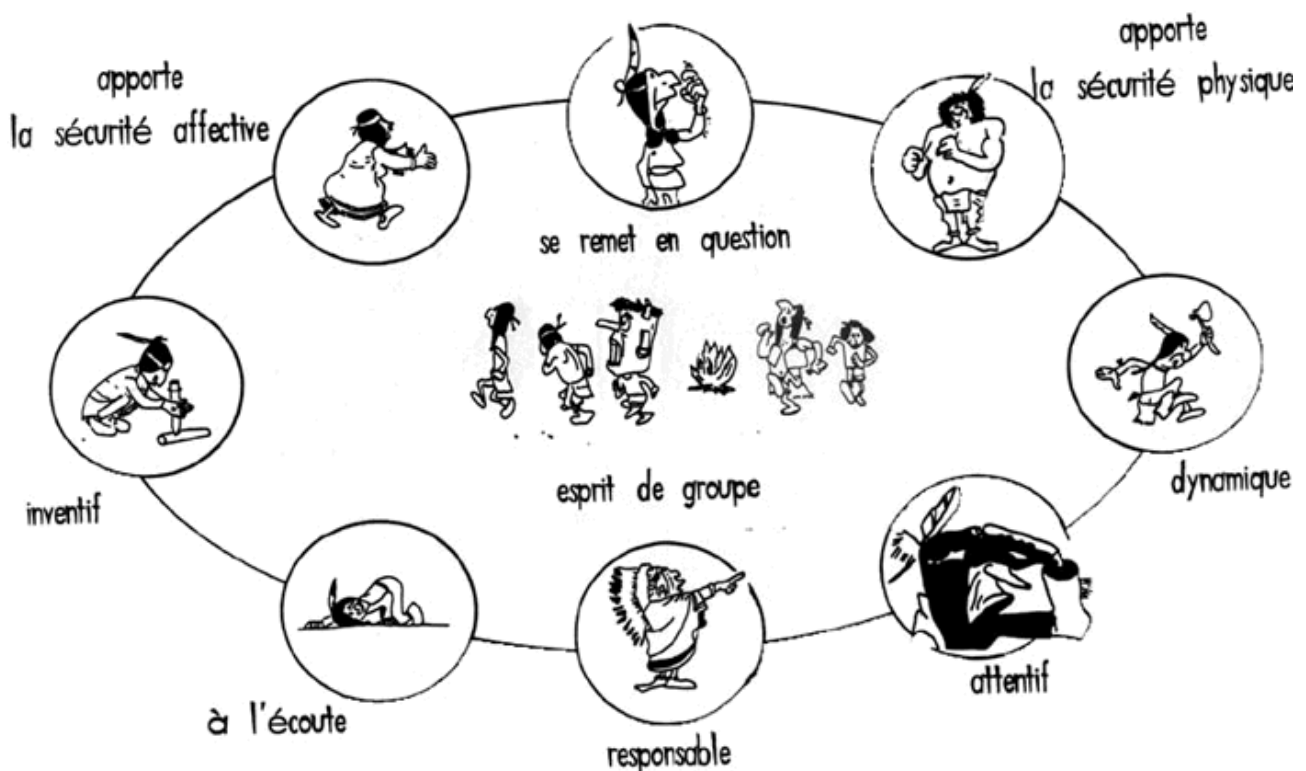 apporte
la sécurité affective
apporte
la sécurité physique
se remet en question
inventif
esprit de groupe
dynamique
à l'écoute
responsable
attentif